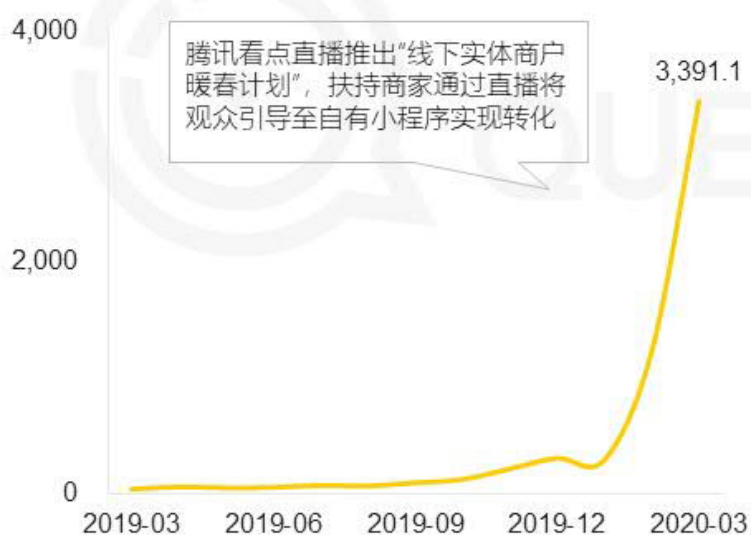 4,000
腾讯看点直播推出“线下实体商户
暖春计划”，扶持商家通过直播将
观众引导至自有小程序实现转化
3,391.1
QUE
2,000
0
2019-03 2019-06 2019-09 2019-12 2020-03